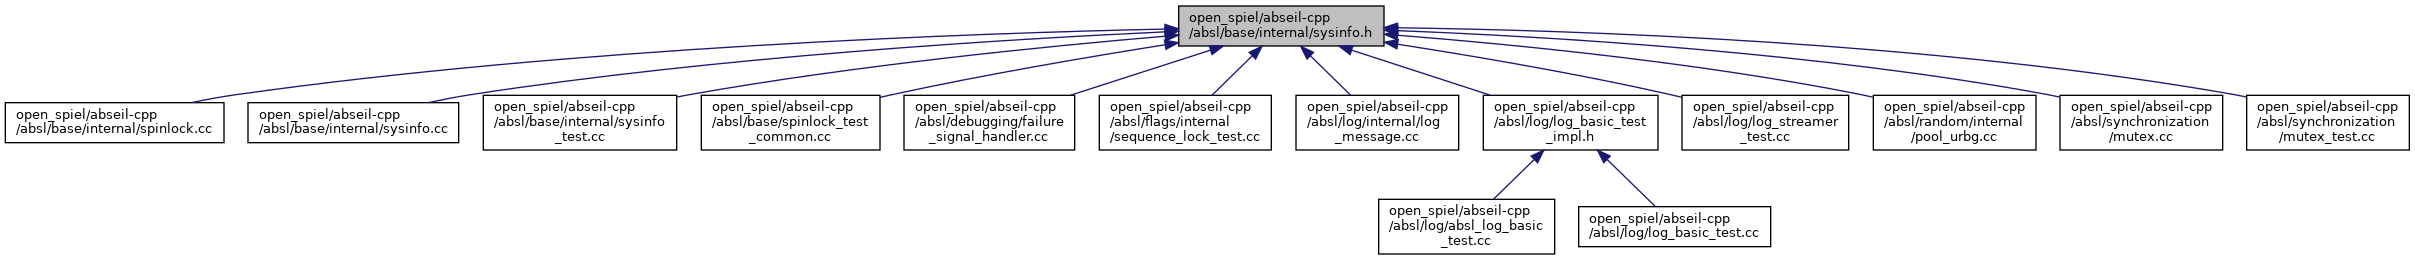 open_spiel/abseil-cpp
/absl/base/internal/sysinfo.h
open_spiel/abseil-cpp
/absl/base/internal/spinlock.cc
open_spiel/abseil-cpp
/absl/base/internal/sysinfo.cc
open_spiel/abseil-cpp
/absl/base/internal/sysinfo
_test.cc
open_spiel/abseil-cpp
/absl/base/spinlock_test
_common.cc
open_spiel/abseil-cpp
/absl/debugging/failure
_signal_handler.cc
open_spiel/abseil-cpp
/absl/flags/internal
/sequence_lock_test.cc
open_spiel/abseil-cpp
/absl/log/internal/log
_message.cc
open_spiel/abseil-cpp
/absl/log/log_basic_test
_impl.h
open_spiel/abseil-cpp
/absl/log/log_streamer
_test.cc
open_spiel/abseil-cpp
/absl/random/internal
/pool_urbg.cc
open_spiel/abseil-cpp
/absl/synchronization
/mutex.cc
open_spiel/abseil-cpp
/absl/synchronization
/mutex_test.cc
open_spiel/abseil-cpp
/absl/log/absl_log_basic
_test.cc
open_spiel/abseil-cpp
/absl/log/log_basic_test.cc